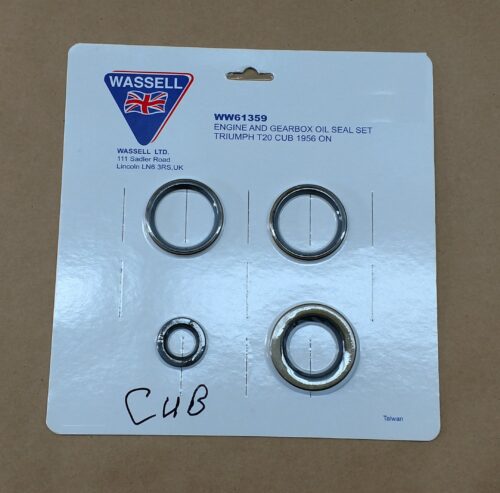 WASSELL
WASSELL LTD.
111 Sadler Road
Lincoln LN6 3RS.UK
WW61359
ENGINE AND GEARBOX OIL SEAL SET
TRIUMPH T20 CUB 1956 ON
CUB
Taiwan